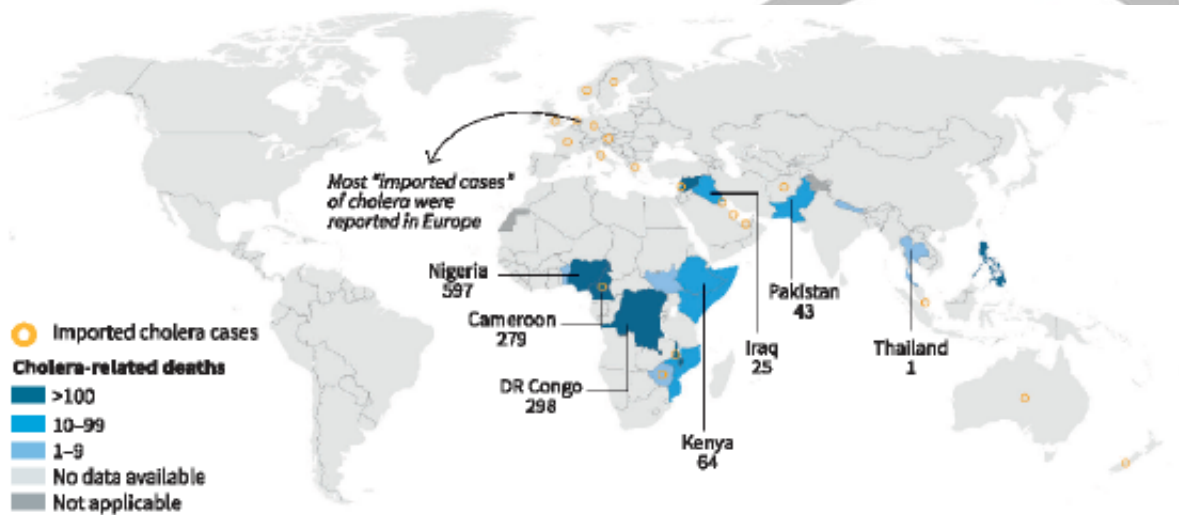 Most "imported cases"
of cholera were
reported in Europe
Nigeria
597
Cameroon
279
DR Congo
298
Kenya
64
Iraq
25
Pakistan
43
Thailand
1
Imported cholera cases
Cholera-related deaths
>100
10–99
1–9
No data available
Not applicable